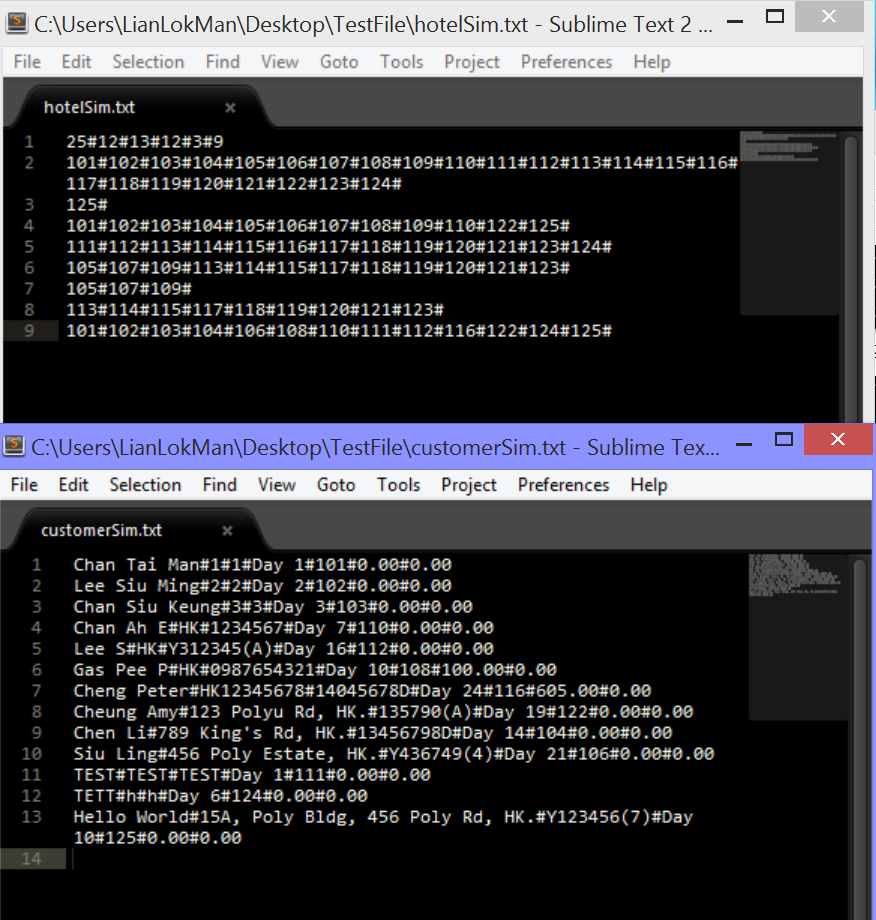 C:\Users\LianLokMan\Desktop\TestFile\hotelSim.txt - Sublime Text 2 ...
File Edit Selection Find View Goto Tools Project Preferences Help
hotelSim.txt ×
1 25#12#13#12#3#9
2 101#102#103#104#105#106#107#108#109#110#111#112#113#114#115#116#
117#118#119#120#121#122#123#124#
3 125#
4 101#102#103#104#105#106#107#108#109#110#122#125#
5 111#112#113#114#115#116#117#118#119#120#121#123#124#
6 105#107#109#113#114#115#117#118#119#120#121#123#
7 105#107#109#
8 113#114#115#117#118#119#120#121#123#
9 101#102#103#104#106#108#110#111#112#116#122#124#125#
C:\Users\LianLokMan\Desktop\TestFile\customerSim.txt - Sublime Tex...
File Edit Selection Find View Goto Tools Project Preferences Help
customerSim.txt ×
1 Chan Tai Man#1#1#Day 1#101#0.00#0.00
2 Lee Siu Ming#2#2#Day 2#102#0.00#0.00
3 Chan Siu Keung#3#3#Day 3#103#0.00#0.00
4 Chan Ah E#HK#1234567#Day 7#110#0.00#0.00
5 Lee S#HK#Y312345(A)#Day 16#112#0.00#0.00
6 Gas Pee P#HK#0987654321#Day 10#108#100.00#0.00
7 Cheng Peter#HK12345678#14045678D#Day 24#116#605.00#0.00
8 Cheung Amy#123 Polyu Rd, HK.#135790(A)#Day 19#122#0.00#0.00
9 Chen Li#789 King's Rd, HK.#13456798D#Day 14#104#0.00#0.00
10 Siu Ling#456 Poly Estate, HK.#Y436749(4)#Day 21#106#0.00#0.00
11 TEST#TEST#TEST#Day 1#111#0.00#0.00
12 TETT#h#h#Day 6#124#0.00#0.00
13 Hello World#15A, Poly Bldg, 456 Poly Rd, HK.#Y123456(7)#Day
10#125#0.00#0.00
14